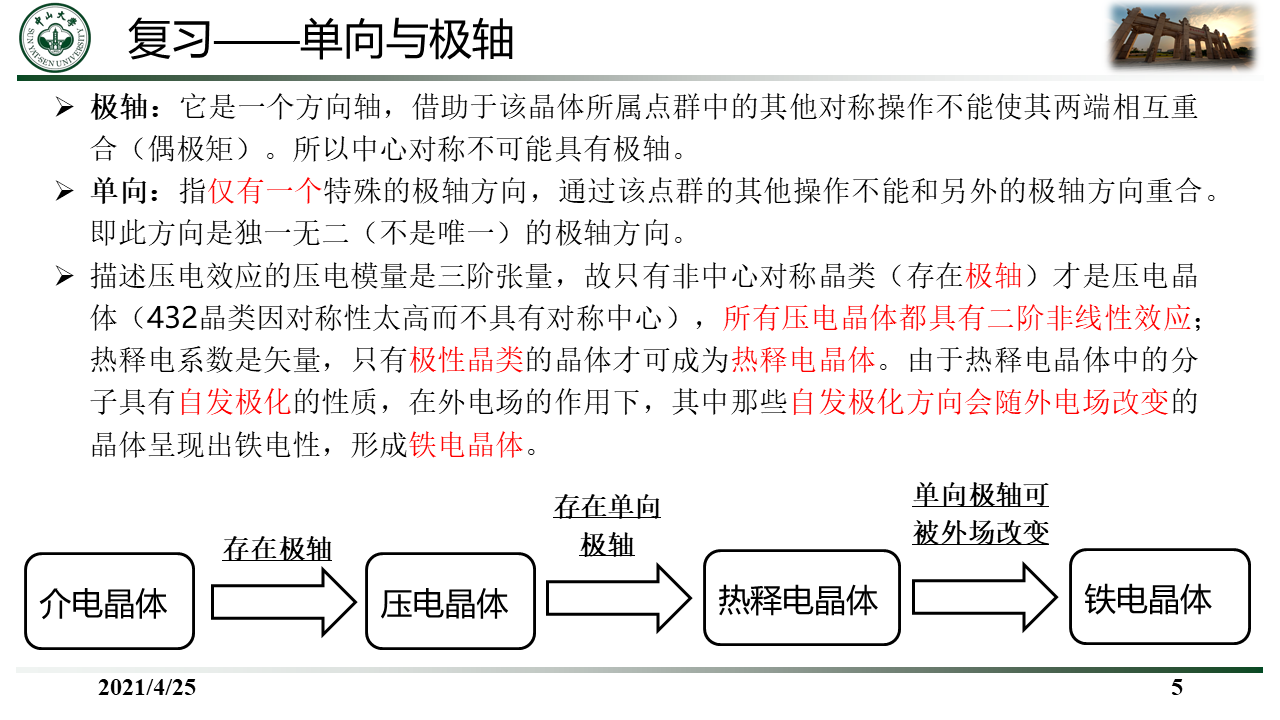 中山大学
SUN YAT-SEN UNIVERSITY
复习——单向与极轴
➢ 极轴：它是一个方向轴，借助于该晶体所属点群中的其他对称操作不能使其两端相互重
合（偶极矩）。所以中心对称不可能具有极轴。
➢ 单向：指仅有一个特殊的极轴方向，通过该点群的其他操作不能和另外的极轴方向重合。
即此方向是独一无二（不是唯一）的极轴方向。
➢ 描述压电效应的压电模量是三阶张量，故只有非中心对称晶类（存在极轴）才是压电晶
体（432晶类因对称性太高而不具有对称中心），所有压电晶体都具有二阶非线性效应；
热释电系数是矢量，只有极性晶类的晶体才可成为热释电晶体。由于热释电晶体中的分
子具有自发极化的性质，在外电场的作用下，其中那些自发极化方向会随外电场改变的
晶体呈现出铁电性，形成铁电晶体。
介电晶体
存在极轴
压电晶体
存在单向
极轴
热释电晶体
单向极轴可
被外场改变
铁电晶体
2021/4/25
5